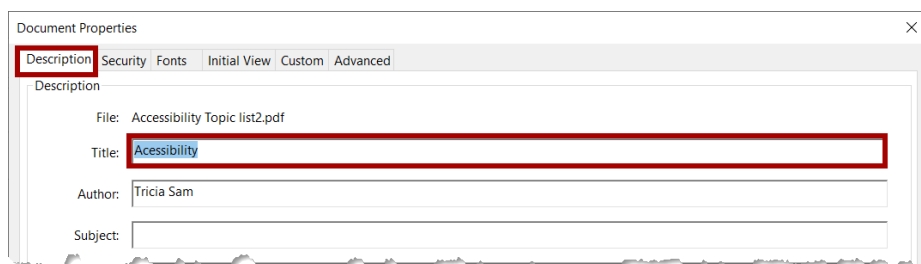 Document Properties
Description Security Fonts Initial View Custom Advanced
Description
File: Accessibility Topic list2.pdf
Title: Acessibility
Author: Tricia Sam
Subject: